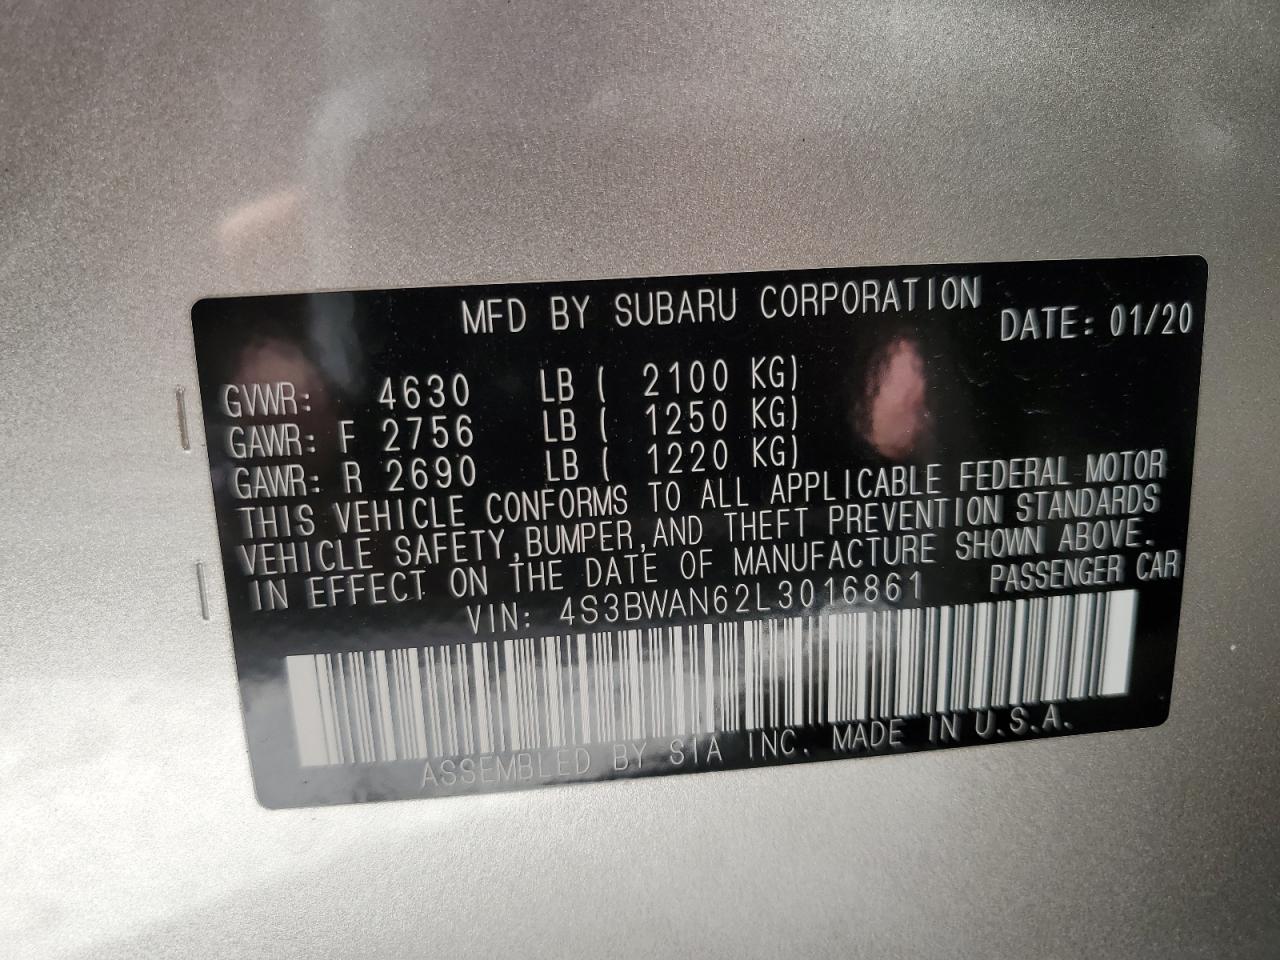 MFD BY SUBARU CORPORATION
DATE: 01/20
GVWR: 4630 LB ( 2100 KG)
GAWR: F 2756 LB ( 1250 KG)
GAWR: R 2690 LB ( 1220 KG)
THIS VEHICLE CONFORMS TO ALL APPLICABLE FEDERAL MOTOR
VEHICLE SAFETY,BUMPER,AND THEFT PREVENTION STANDARDS
IN EFFECT ON THE DATE OF MANUFACTURE SHOWN ABOVE.
VIN: 4S3BWAN62L3016861 PASSENGER CAR
ASSEMBLED BY SIA INC. MADE IN U.S.A.